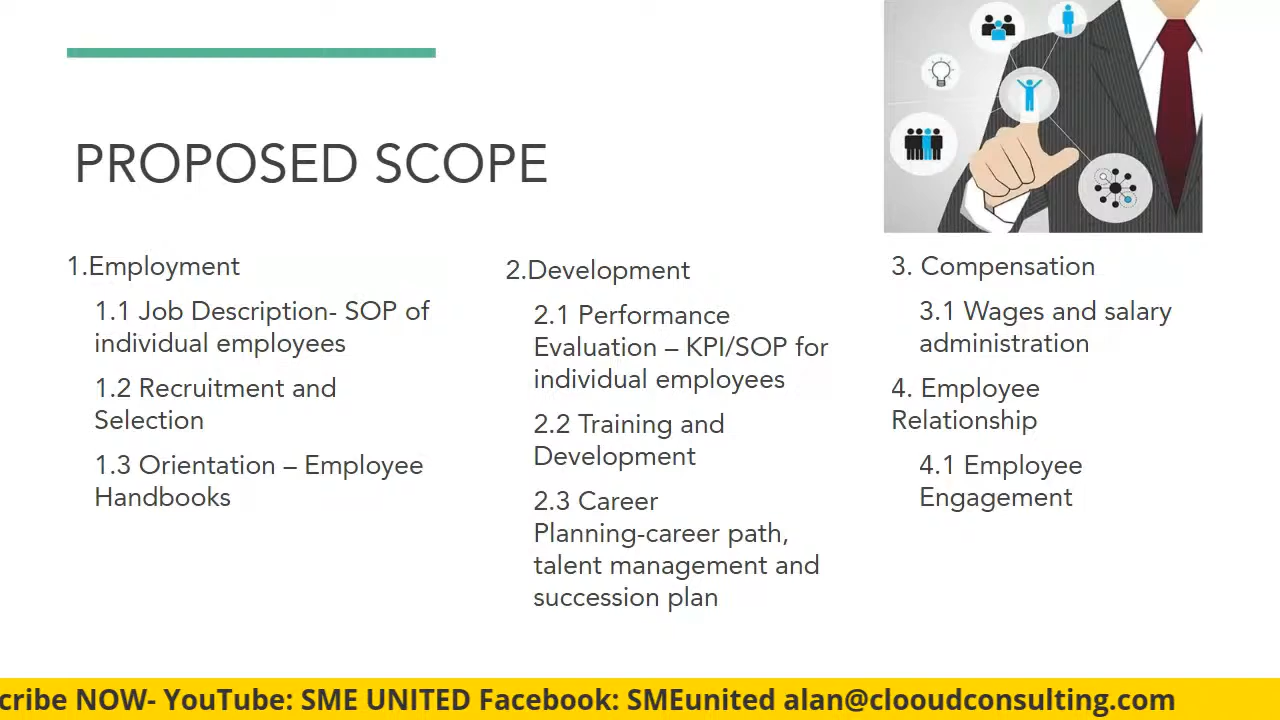 PROPOSED SCOPE
1.Employment
1.1 Job Description- SOP of
individual employees
1.2 Recruitment and
Selection
1.3 Orientation – Employee
Handbooks
2.Development
2.1 Performance
Evaluation – KPI/SOP for
individual employees
2.2 Training and
Development
2.3 Career
Planning-career path,
talent management and
succession plan
3. Compensation
3.1 Wages and salary
administration
4. Employee
Relationship
4.1 Employee
Engagement
cribe NOW- YouTube: SME UNITED Facebook: SMEunited alan@clooudconsulting.com